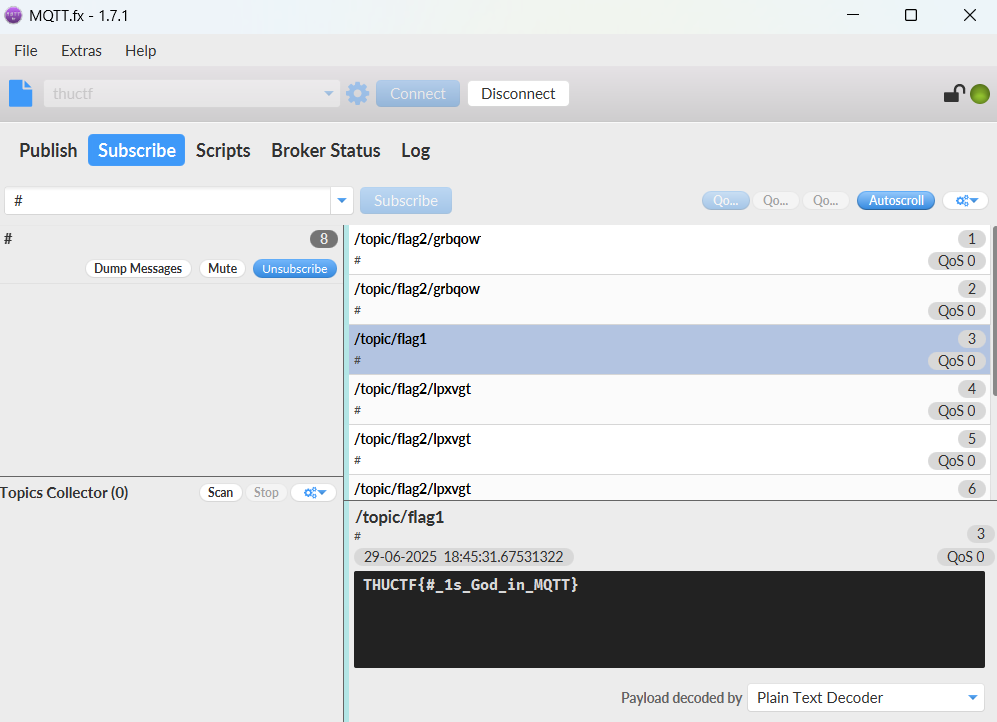 MQTT.fx - 1.7.1
File Extras Help
thuctf Connect Disconnect
Publish Subscribe Scripts Broker Status Log
# Subscribe Qo... Qo... Qo... Autoscroll
# 8
Dump Messages Mute Unsubscribe
/topic/flag2/grbqow 1
# QoS 0
/topic/flag2/grbqow 2
# QoS 0
/topic/flag1 3
# QoS 0
/topic/flag2/lpxvgt 4
# QoS 0
/topic/flag2/lpxvgt 5
# QoS 0
/topic/flag2/lpxvgt 6
Topics Collector (0) Scan Stop
/topic/flag1
# 3
29-06-2025 18:45:31.67531322 QoS 0
THUCTF{#_1s_God_in_MQTT}
Payload decoded by Plain Text Decoder